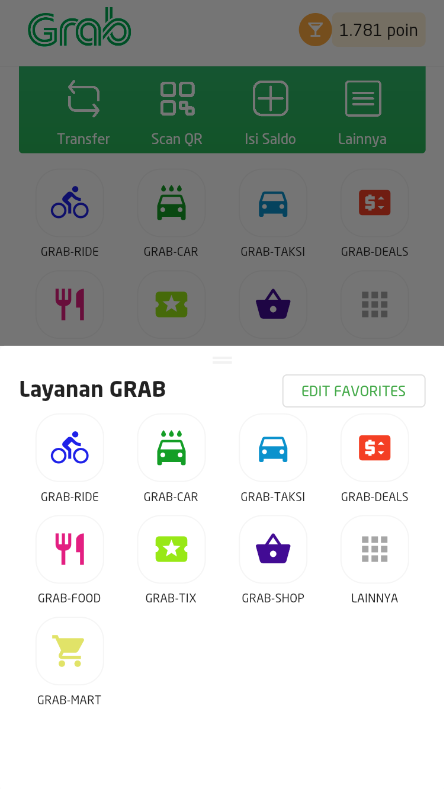 Grab
1.781 poin
Transfer Scan QR Isi Saldo Lainnya
GRAB-RIDE GRAB-CAR GRAB-TAKSI GRAB-DEALS
Layanan GRAB
EDIT FAVORITES
GRAB-RIDE GRAB-CAR GRAB-TAKSI GRAB-DEALS
GRAB-FOOD GRAB-TIX GRAB-SHOP LAINNYA
GRAB-MART